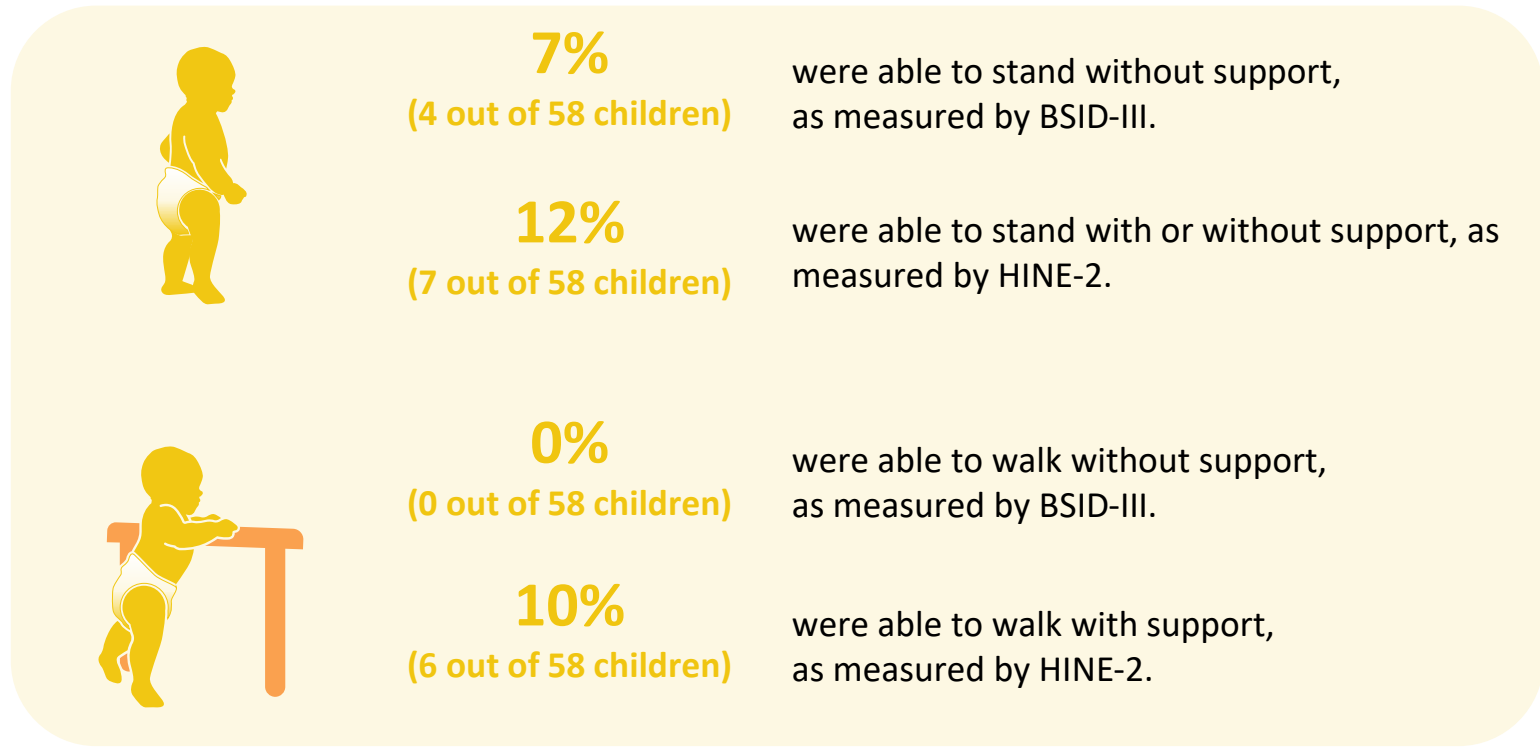 7%
(4 out of 58 children)
were able to stand without support,
as measured by BSID-III.
12%
(7 out of 58 children)
were able to stand with or without support, as
measured by HINE-2.
0%
(0 out of 58 children)
were able to walk without support,
as measured by BSID-III.
10%
(6 out of 58 children)
were able to walk with support,
as measured by HINE-2.